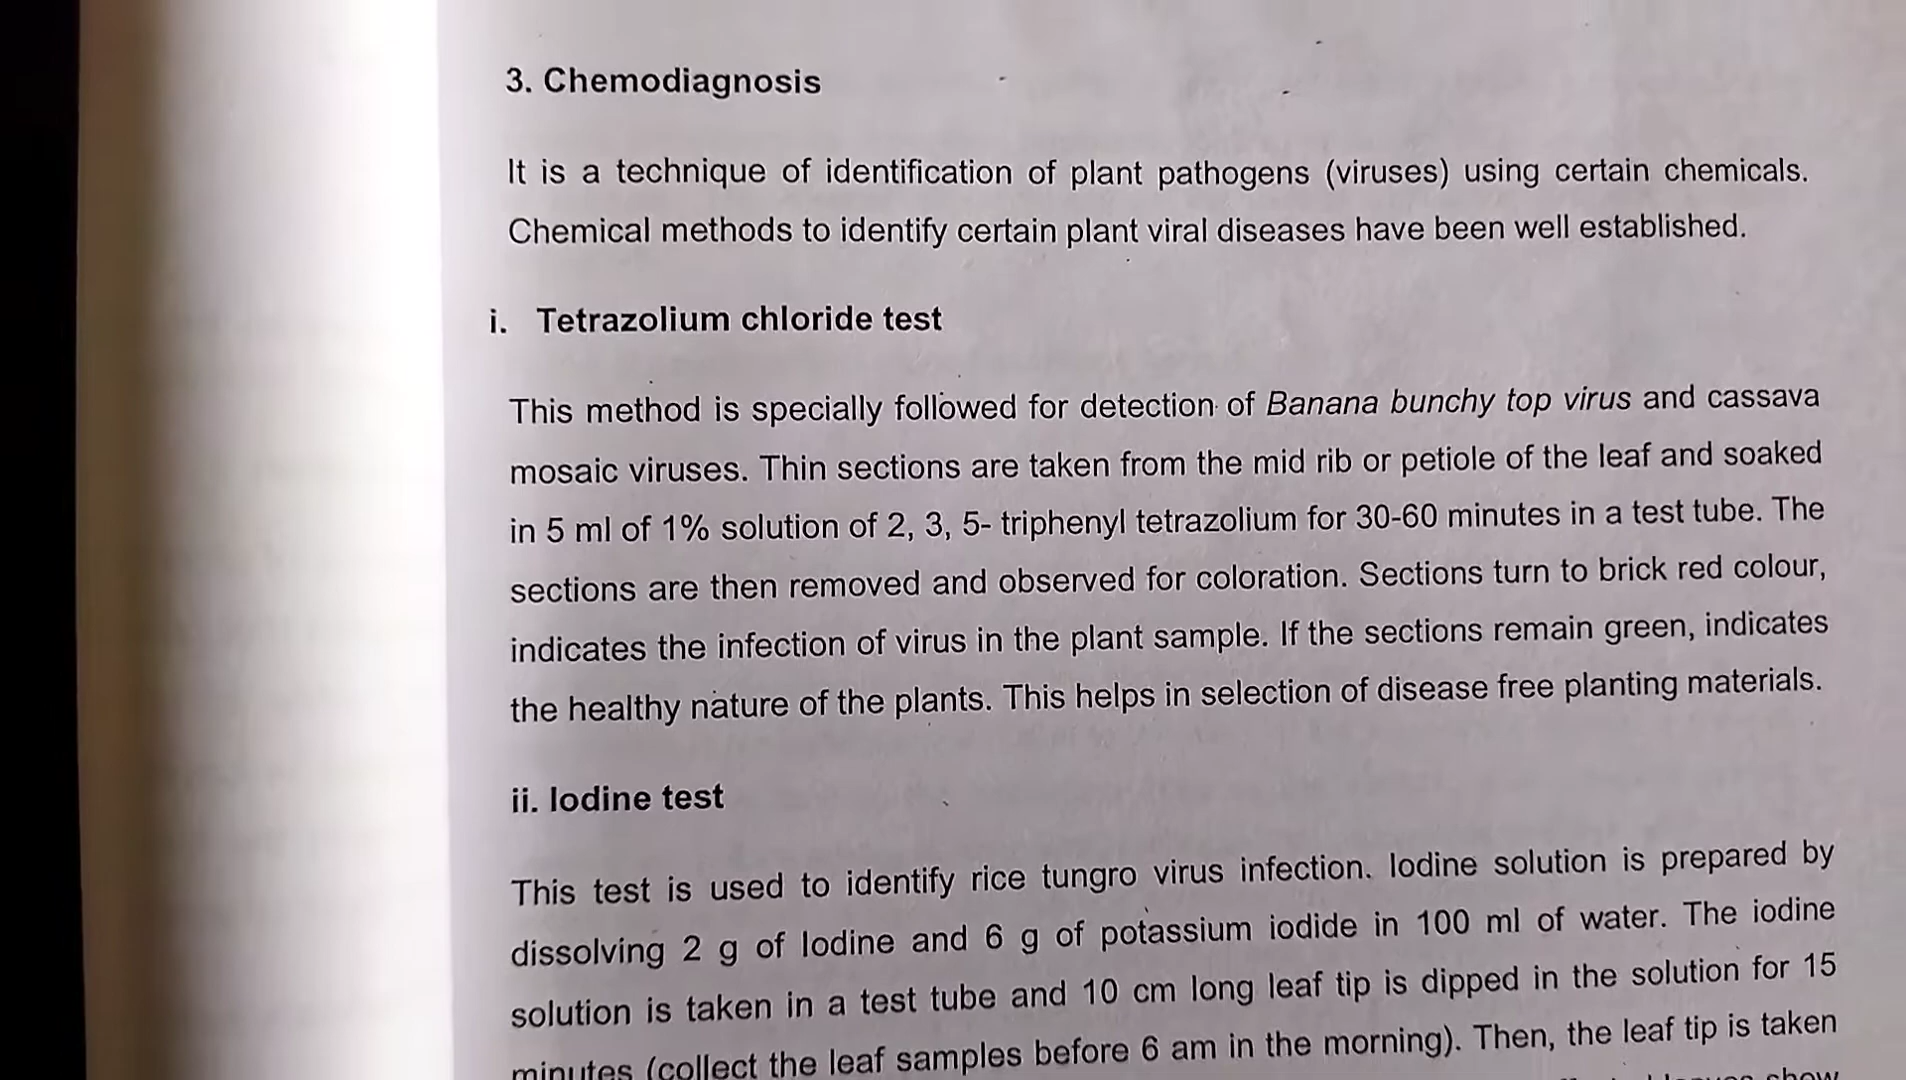 3. Chemodiagnosis
It is a technique of identification of plant pathogens (viruses) using certain chemicals.
Chemical methods to identify certain plant viral diseases have been well established.
i. Tetrazolium chloride test
This method is specially followed for detection of Banana bunchy top virus and cassava
mosaic viruses. Thin sections are taken from the mid rib or petiole of the leaf and soaked
in 5 ml of 1% solution of 2, 3, 5- triphenyl tetrazolium for 30-60 minutes in a test tube. The
sections are then removed and observed for coloration. Sections turn to brick red colour,
indicates the infection of virus in the plant sample. If the sections remain green, indicates
the healthy nature of the plants. This helps in selection of disease free planting materials.
ii. Iodine test
This test is used to identify rice tungro virus infection. Iodine solution is prepared by
dissolving 2 g of Iodine and 6 g of potassium iodide in 100 ml of water. The iodine
solution is taken in a test tube and 10 cm long leaf tip is dipped in the solution for 15
minutes (collect the leaf samples before 6 am in the morning). Then, the leaf tip is taken
show